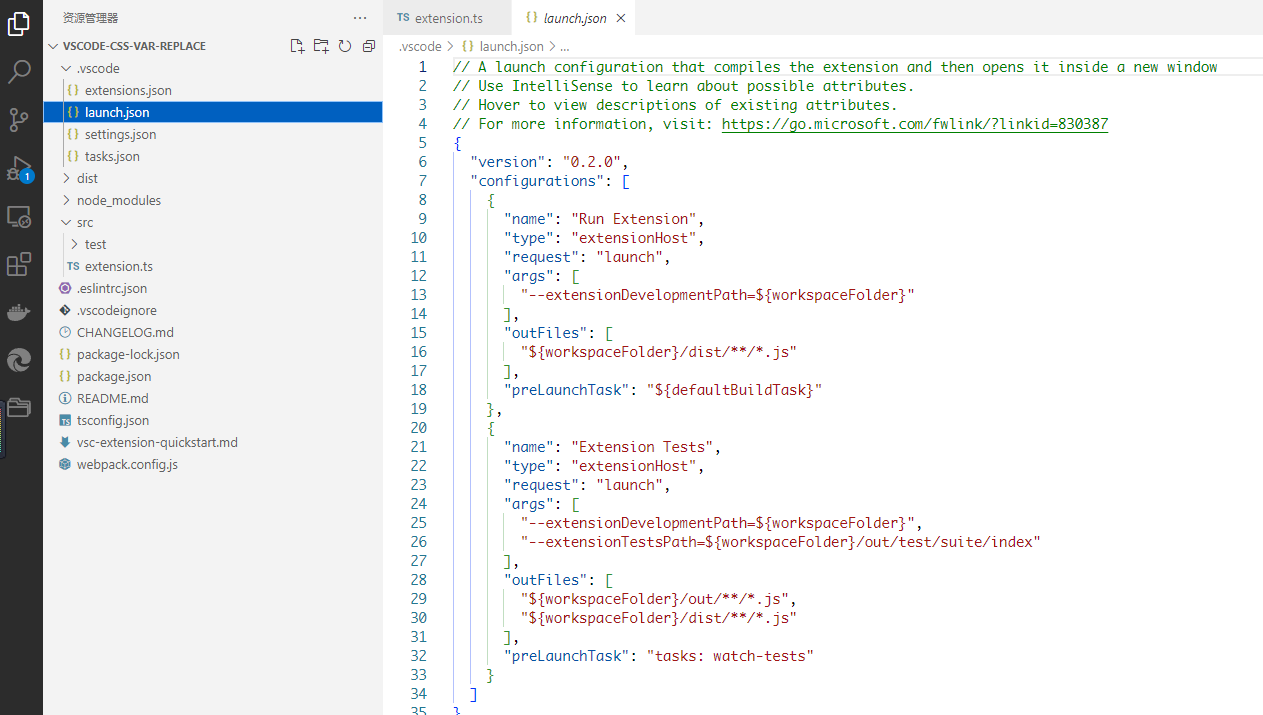 资源管理器
VSCODE-CSS-VAR-REPLACE
.vscode
{} extensions.json
{} launch.json
{} settings.json
{} tasks.json
dist
node_modules
src
test
TS extension.ts
.eslintrc.json
.vscodeignore
CHANGELOG.md
{} package-lock.json
{} package.json
README.md
TS tsconfig.json
vsc-extension-quickstart.md
webpack.config.js
1
TS extension.ts
{} launch.json ×
.vscode > {} launch.json > ...
1 // A launch configuration that compiles the extension and then opens it inside a new window
2 // Use IntelliSense to learn about possible attributes.
3 // Hover to view descriptions of existing attributes.
4 // For more information, visit: https://go.microsoft.com/fwlink/?linkid=830387
5 {
6 "version": "0.2.0",
7 "configurations": [
8 {
9 "name": "Run Extension",
10 "type": "extensionHost",
11 "request": "launch",
12 "args": [
13 "--extensionDevelopmentPath=${workspaceFolder}"
14 ],
15 "outFiles": [
16 "${workspaceFolder}/dist/**/*.js"
17 ],
18 "preLaunchTask": "${defaultBuildTask}"
19 },
20 {
21 "name": "Extension Tests",
22 "type": "extensionHost",
23 "request": "launch",
24 "args": [
25 "--extensionDevelopmentPath=${workspaceFolder}",
26 "--extensionTestsPath=${workspaceFolder}/out/test/suite/index"
27 ],
28 "outFiles": [
29 "${workspaceFolder}/out/**/*.js",
30 "${workspaceFolder}/dist/**/*.js"
31 ],
32 "preLaunchTask": "tasks: watch-tests"
33 }
34 ]
35 }